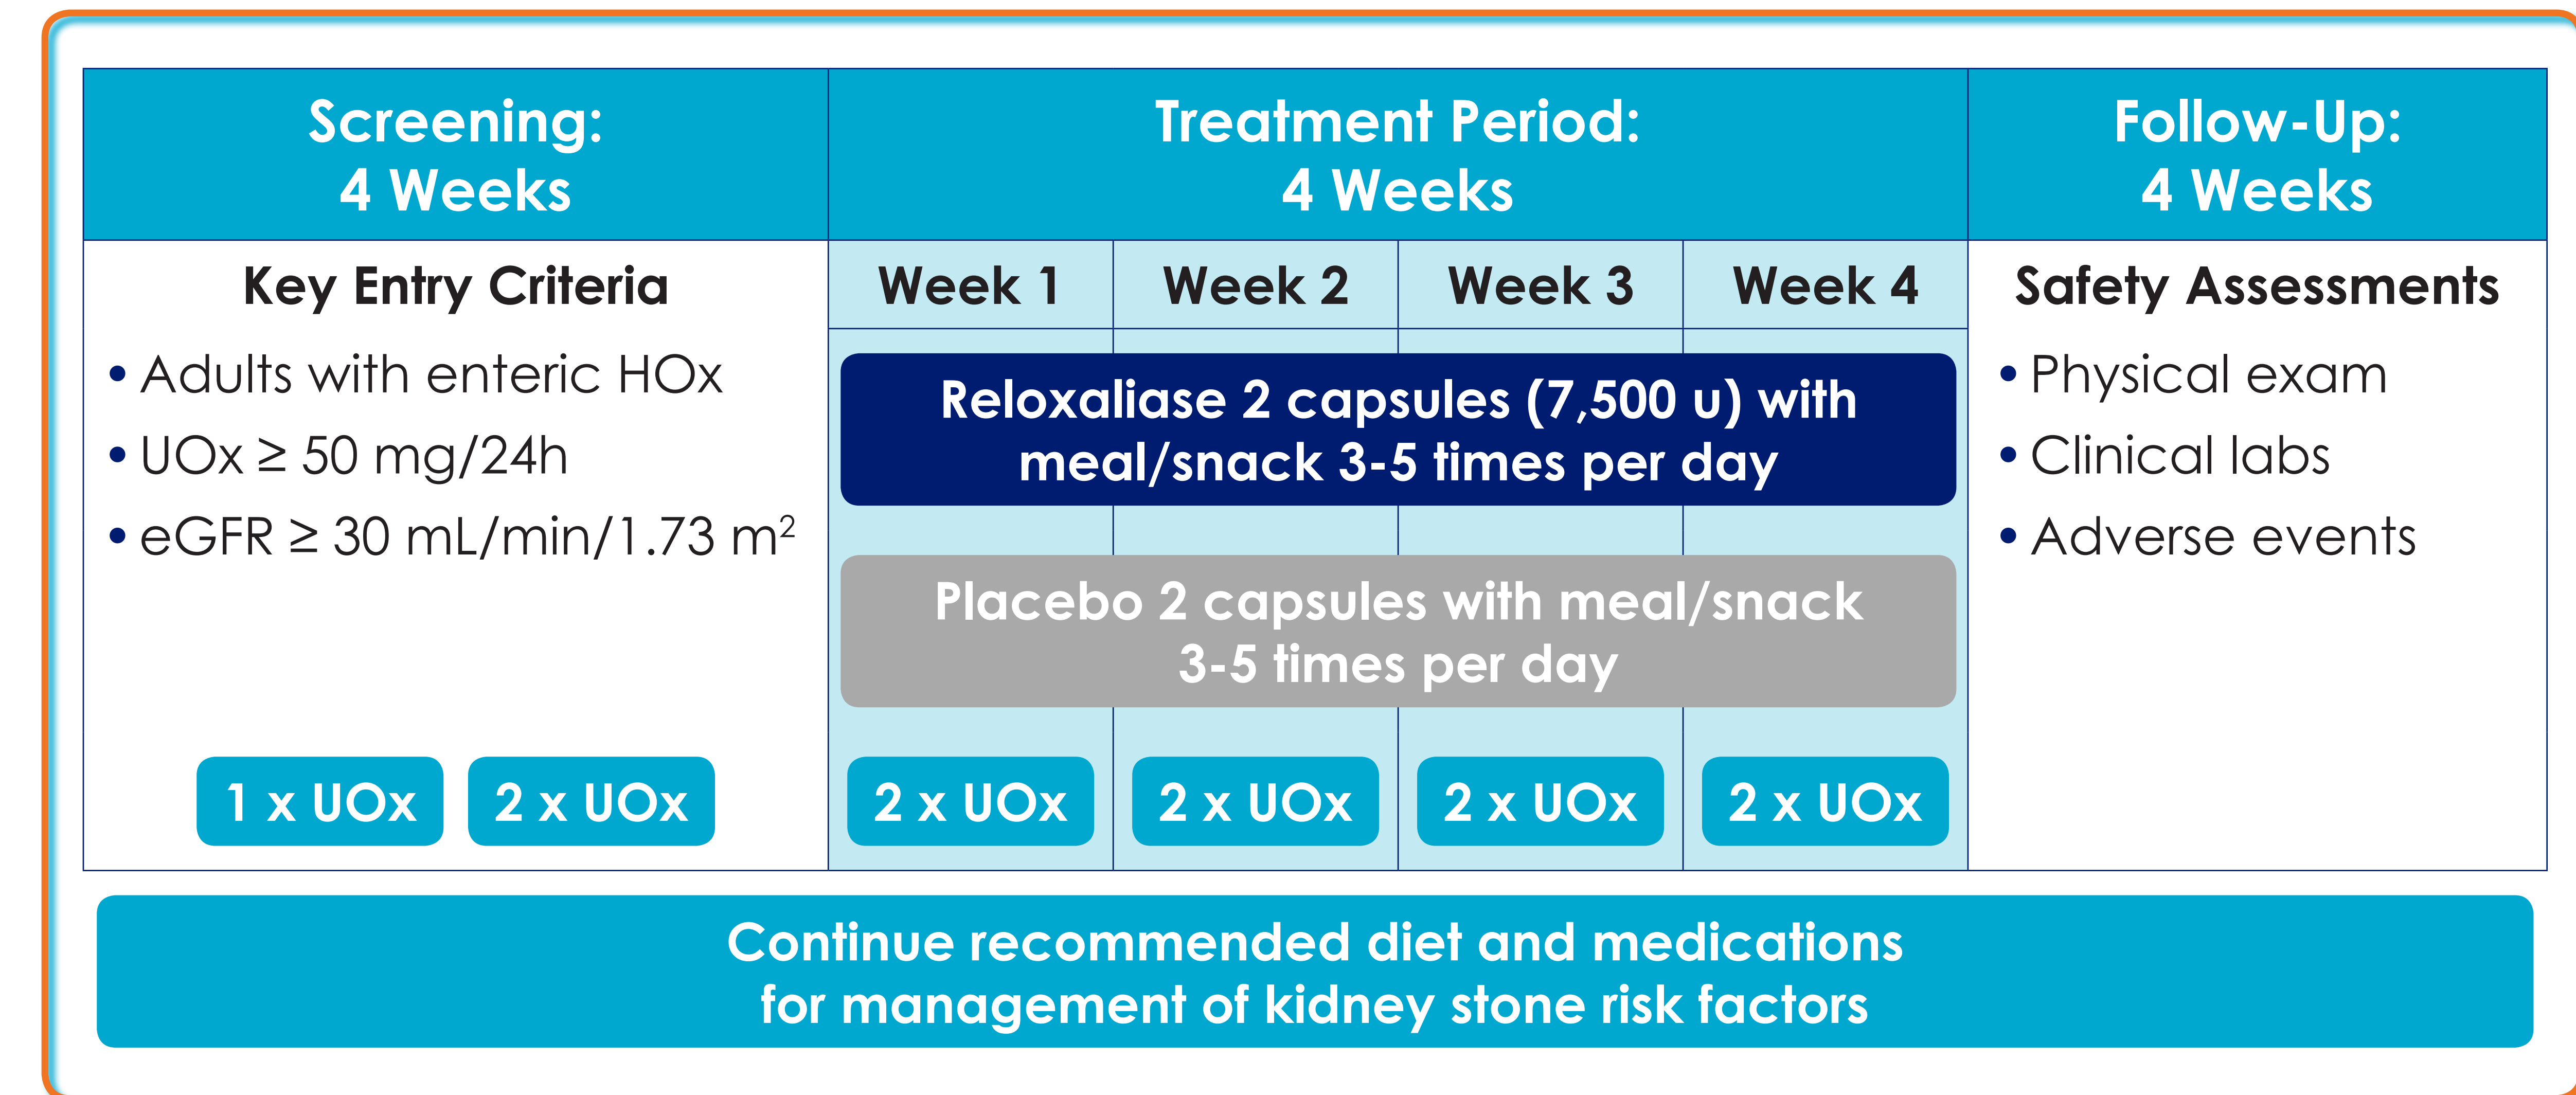 Screening:
4 Weeks
Treatment Period:
4 Weeks
Follow-Up:
4 Weeks
Key Entry Criteria
• Adults with enteric HOx
• UOx ≥ 50 mg/24h
• eGFR ≥ 30 mL/min/1.73 m²
1 x UOx
2 x UOx
Week 1
Week 2
Week 3
Week 4
Reloxaliase 2 capsules (7,500 u) with
meal/snack 3-5 times per day
Placebo 2 capsules with meal/snack
3-5 times per day
2 x UOx
2 x UOx
2 x UOx
2 x UOx
Safety Assessments
• Physical exam
• Clinical labs
• Adverse events
Continue recommended diet and medications
for management of kidney stone risk factors